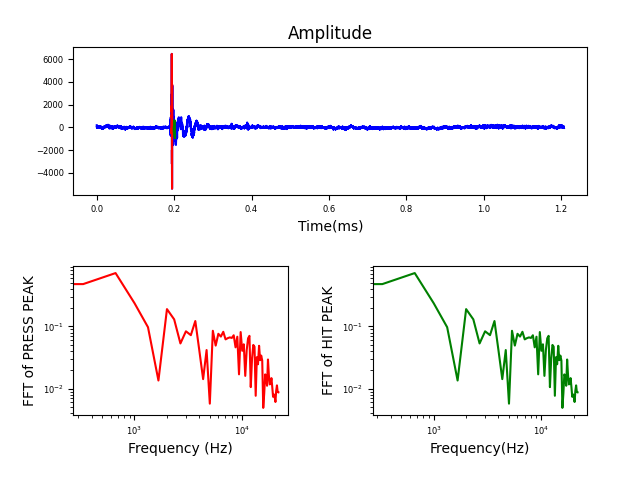 Amplitude
6000
4000
2000
0
−2000
−4000
0.0 0.2 0.4 0.6 0.8 1.0 1.2
Time(ms)
FFT of PRESS PEAK
10⁻¹
10⁻²
10³ 10⁴
Frequency (Hz)
FFT of HIT PEAK
10⁻¹
10⁻²
10³ 10⁴
Frequency(Hz)